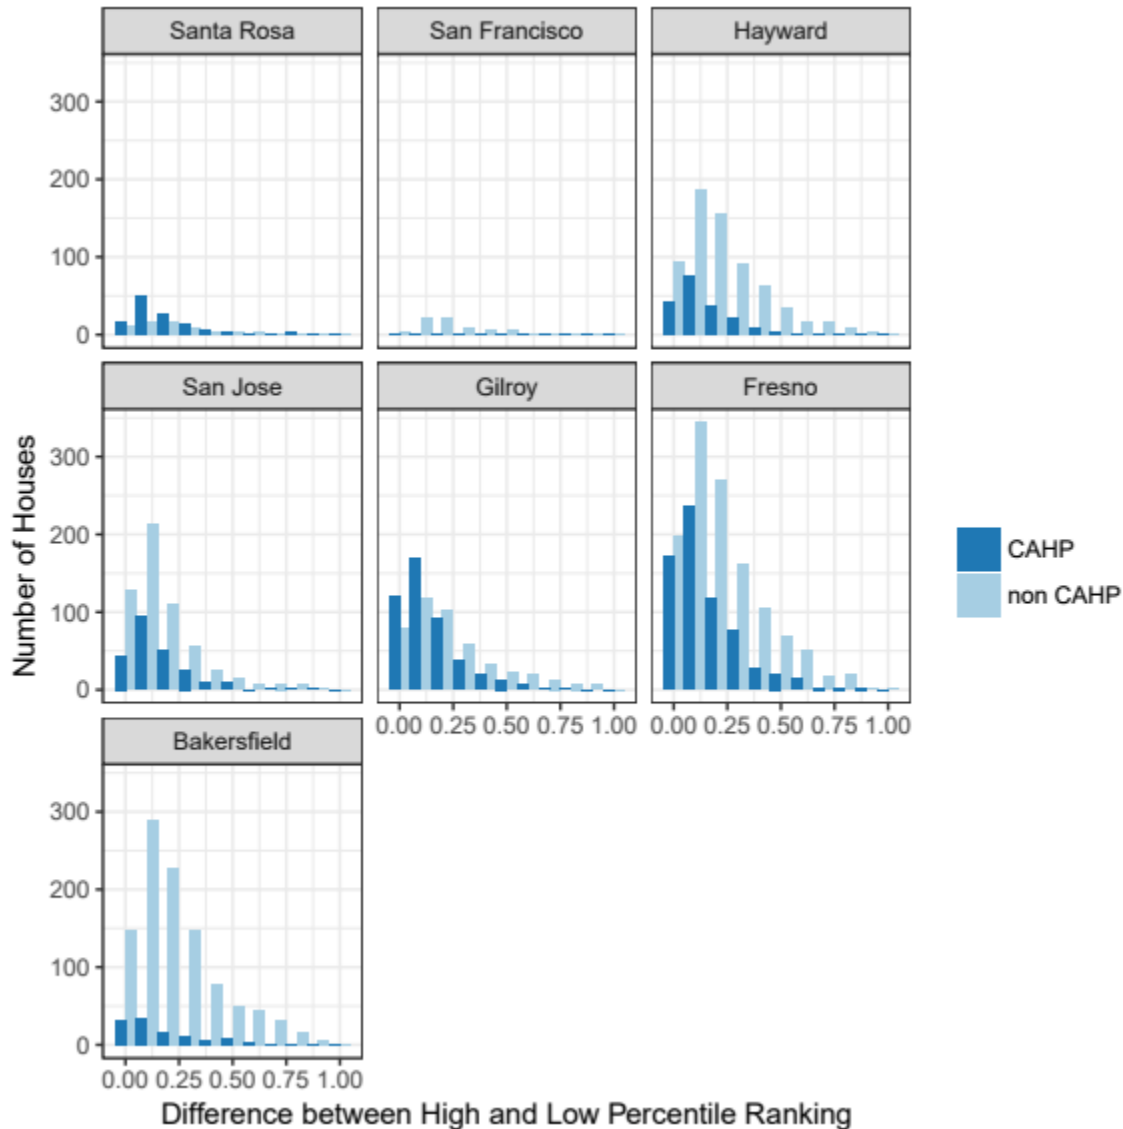 Santa Rosa
San Francisco
Hayward
300
200
100
0
San Jose
Gilroy
Fresno
300
200
100
0
0.00 0.25 0.50 0.75 1.00
0.00 0.25 0.50 0.75 1.00
Bakersfield
300
200
100
0
0.00 0.25 0.50 0.75 1.00
Number of Houses
Difference between High and Low Percentile Ranking
CAHP
non CAHP